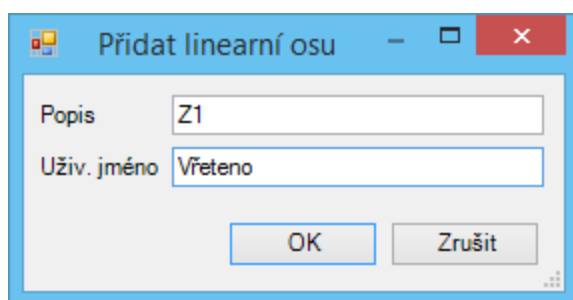 Přidat linearní osu
Popis Z1
Uživ. jméno Vřeteno
OK Zrušit